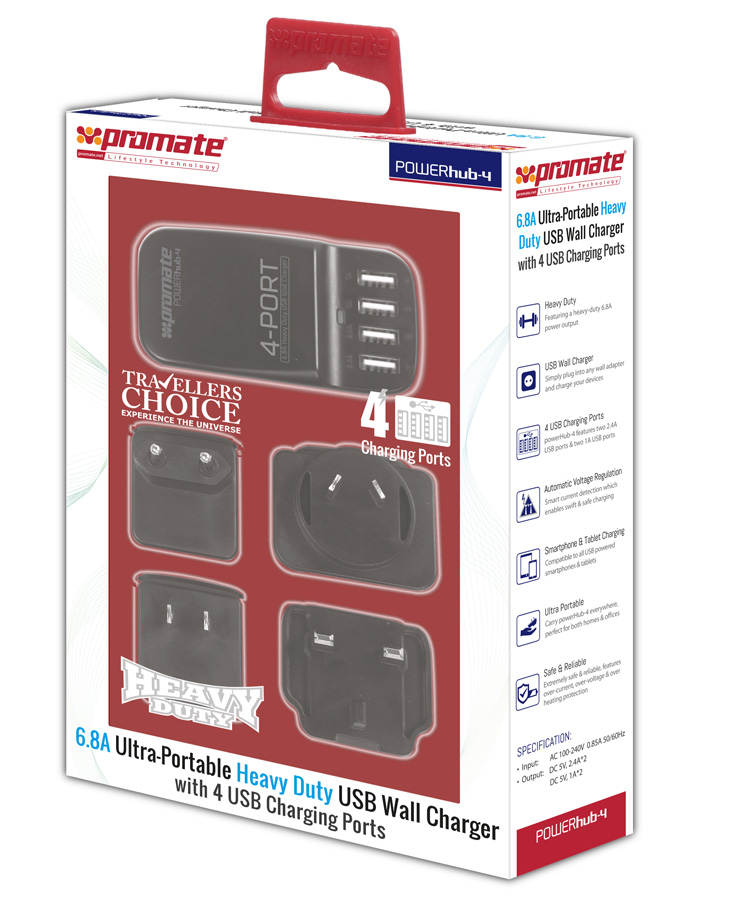 promate
promate
promate.net Lifestyle Technology
POWERhub-4
promate
POWERhub-4
4-PORT
6.8A Heavy Duty USB Wall Charger
TRAVELLERS
CHOICE
EXPERIENCE THE UNIVERSE
4
Charging Ports
HEAVY
DUTY
6.8A Ultra-Portable Heavy Duty USB Wall Charger
with 4 USB Charging Ports
promate
promate.net Lifestyle Technology
6.8A Ultra-Portable Heavy
Duty USB Wall Charger
with 4 USB Charging Ports
Heavy Duty
Featuring a heavy-duty 6.8A
power output
USB Wall Charger
Simply plug into any wall adapter
and charge your devices
4 USB Charging Ports
powerHub-4 features two 2.4A
USB ports & two 1A USB ports
Automatic Voltage Regulation
Smart current detection which
enables swift & safe charging
Smartphone & Tablet Charging
Compatible to all USB powered
smartphones & tablets
Ultra Portable
Carry powerHub-4 everywhere,
perfect for both homes & offices
Safe & Reliable
Extremely safe & reliable, features
over-current, over-voltage & over
heating protection
SPECIFICATION:
• Input: AC 100-240V 0.85A 50/60Hz
• Output: DC 5V, 2.4A*2
DC 5V, 1A*2
POWERhub-4